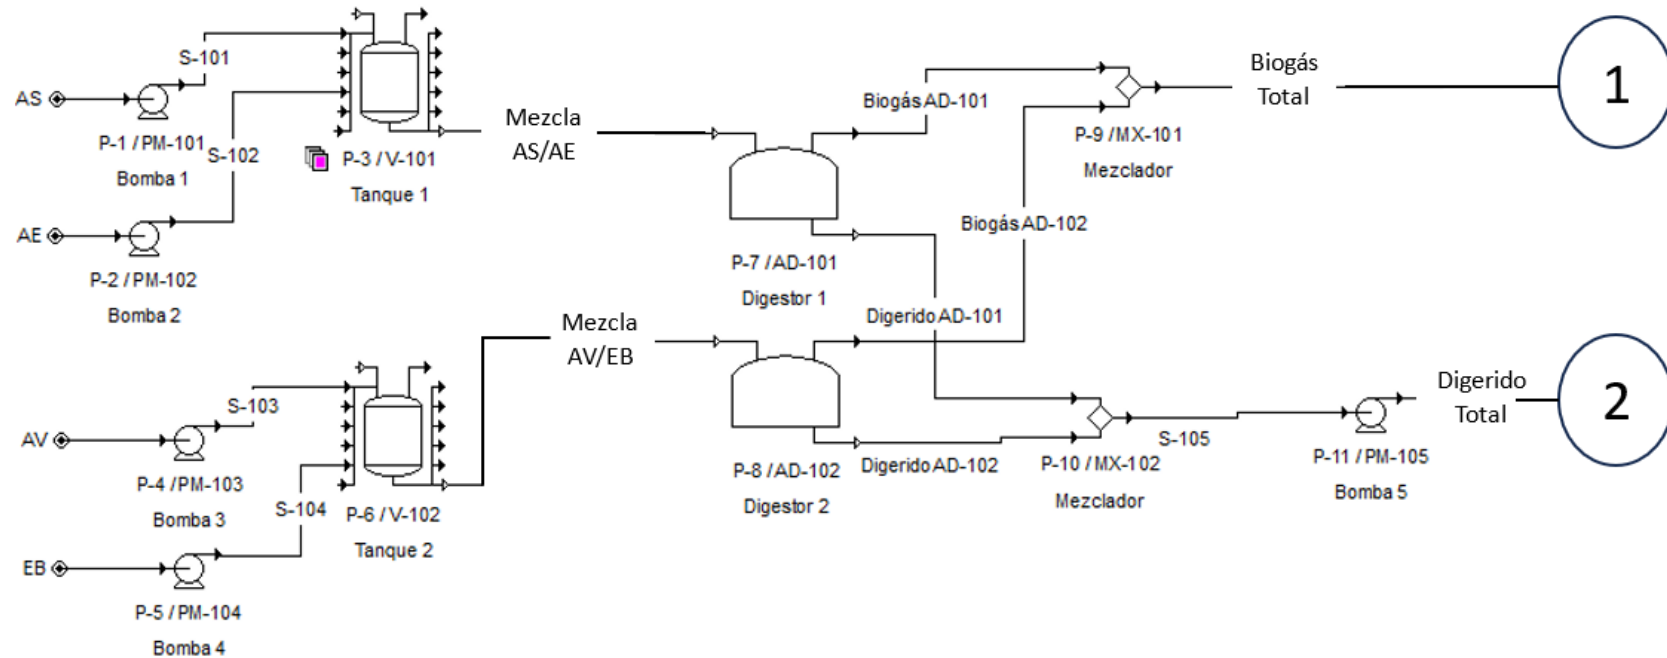 AS
S-101
P-1 / PM-101
Bomba 1
AE
S-102
P-2 / PM-102
Bomba 2
P-3 / V-101
Tanque 1
Mezcla
AS/AE
P-7 / AD-101
Digestor 1
Biogás AD-101
Biogás AD-102
P-9 / MX-101
Mezclador
Biogás
Total
1
AV
S-103
P-4 / PM-103
Bomba 3
EB
S-104
P-5 / PM-104
Bomba 4
P-6 / V-102
Tanque 2
Mezcla
AV/EB
P-8 / AD-102
Digestor 2
Digerido AD-101
Digerido AD-102
P-10 / MX-102
Mezclador
S-105
P-11 / PM-105
Bomba 5
Digerido
Total
2